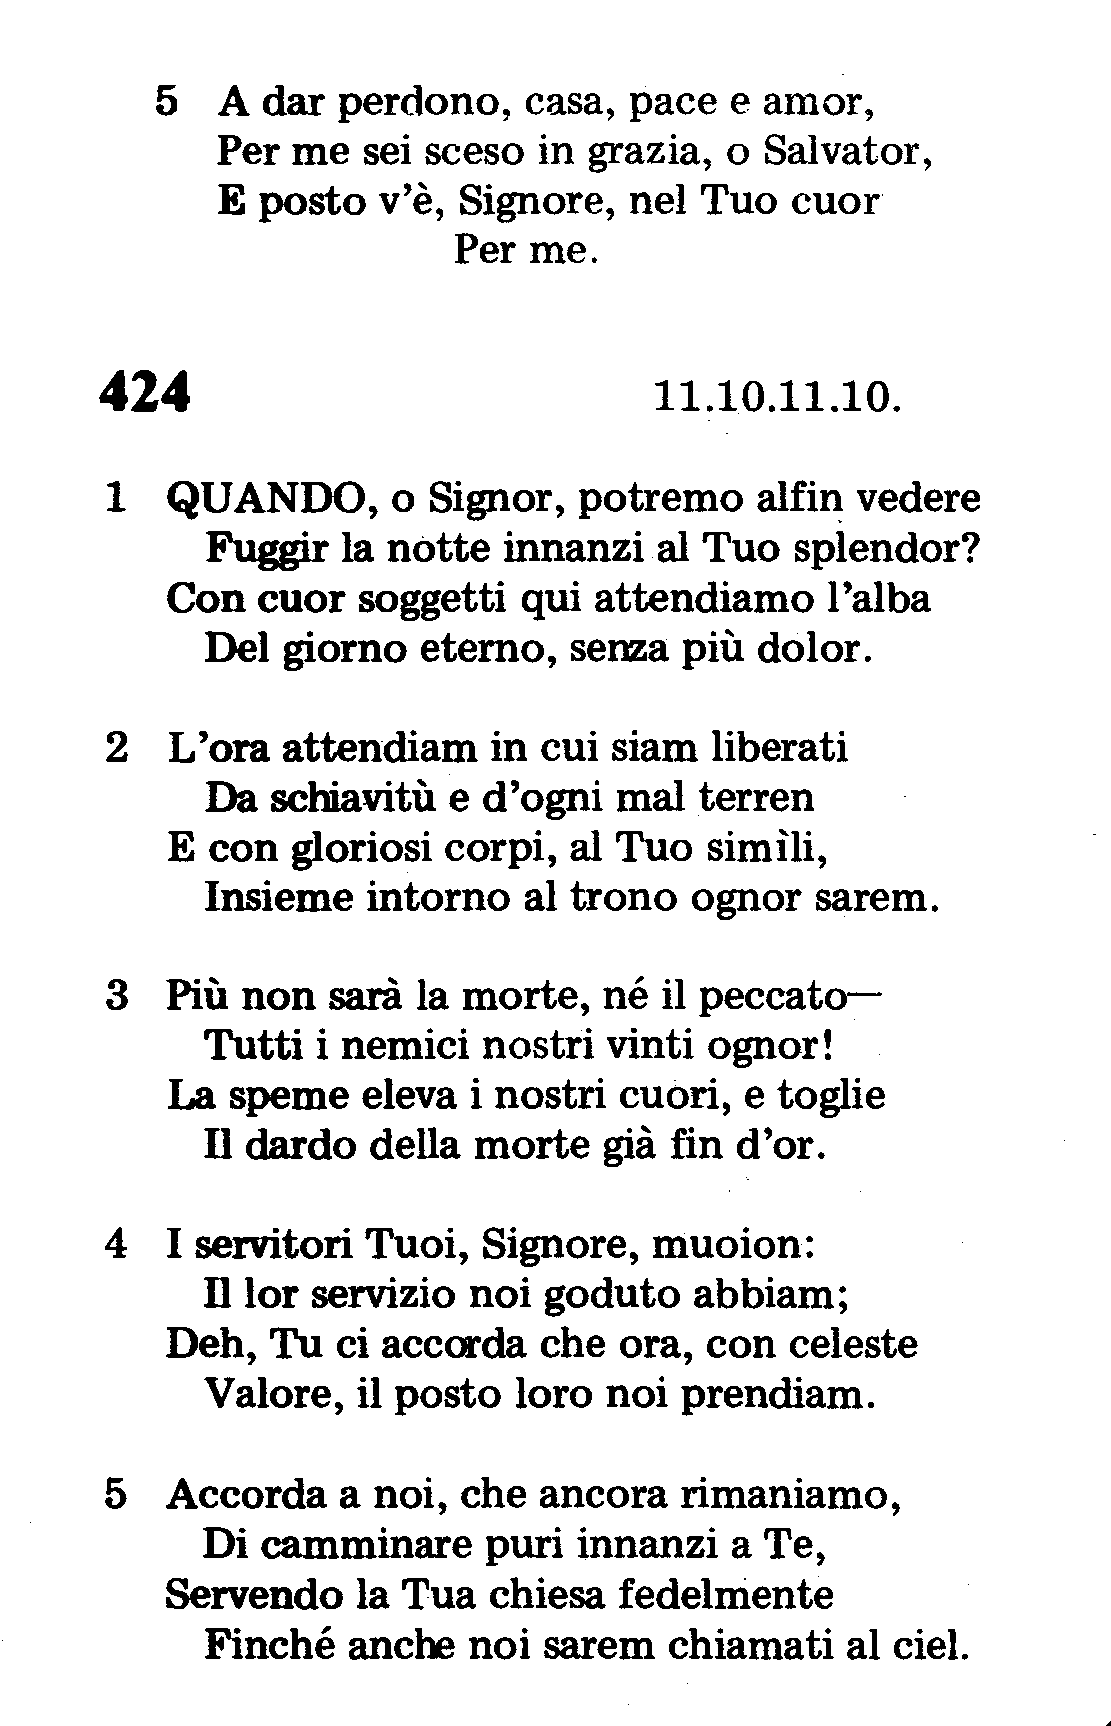 5 A dar perdono, casa, pace e amor,
Per me sei sceso in grazia, o Salvator,
E posto v’è, Signore, nel Tuo cuor
Per me.
424 11.10.11.10.
1 QUANDO, o Signor, potremo alfin vedere
Fuggir la notte innanzi al Tuo splendor?
Con cuor soggetti qui attendiamo l’alba
Del giorno eterno, senza più dolor.
2 L’ora attendiam in cui siam liberati
Da schiavitù e d’ogni mal terren
E con gloriosi corpi, al Tuo simìli,
Insieme intorno al trono ognor sarem.
3 Più non sarà la morte, né il peccato—
Tutti i nemici nostri vinti ognor!
La speme eleva i nostri cuori, e toglie
Il dardo della morte già fin d’or.
4 I servitori Tuoi, Signore, muoion:
Il lor servizio noi goduto abbiam;
Deh, Tu ci accorda che ora, con celeste
Valore, il posto loro noi prendiam.
5 Accorda a noi, che ancora rimaniamo,
Di camminare puri innanzi a Te,
Servendo la Tua chiesa fedelmente
Finché anche noi sarem chiamati al ciel.